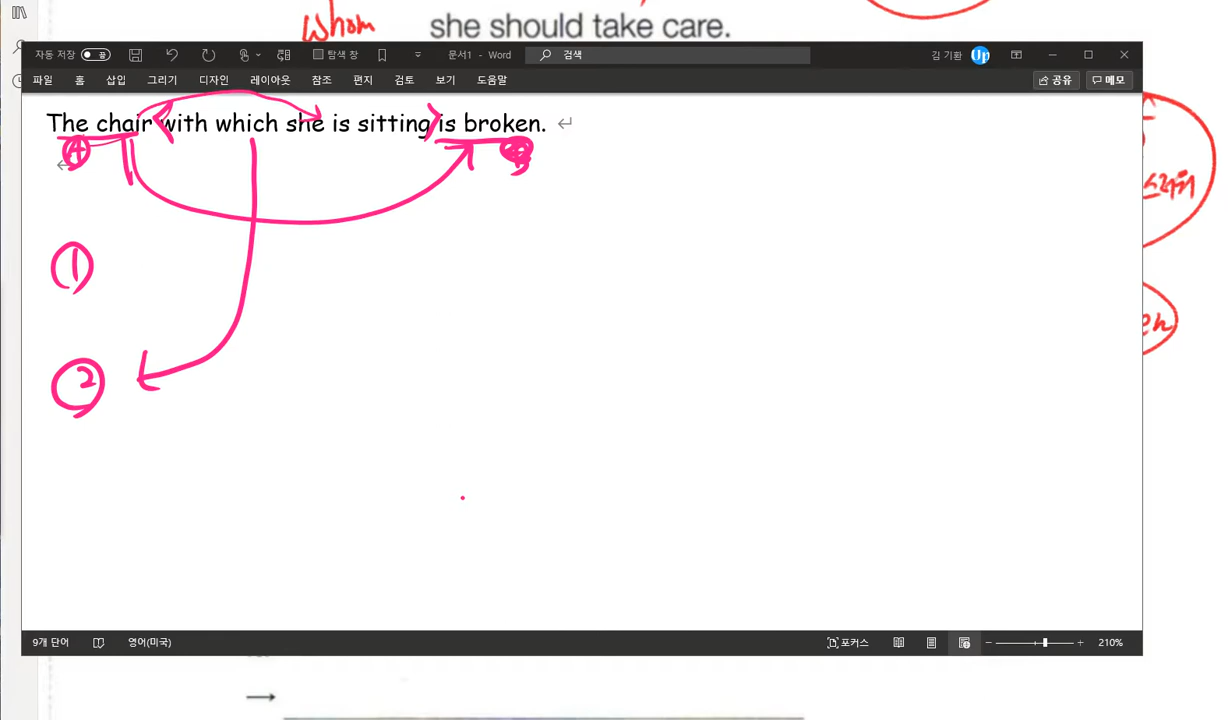 whom she should take care.
자동 저장 끔 탐색 창 문서1 - Word 검색 김 기환 Up
파일 홈 삽입 그리기 디자인 레이아웃 참조 편지 검토 보기 도움말 공유 메모
The chair with which she is sitting is broken.
①
②
9개 단어 영어(미국) 포커스 210%
→